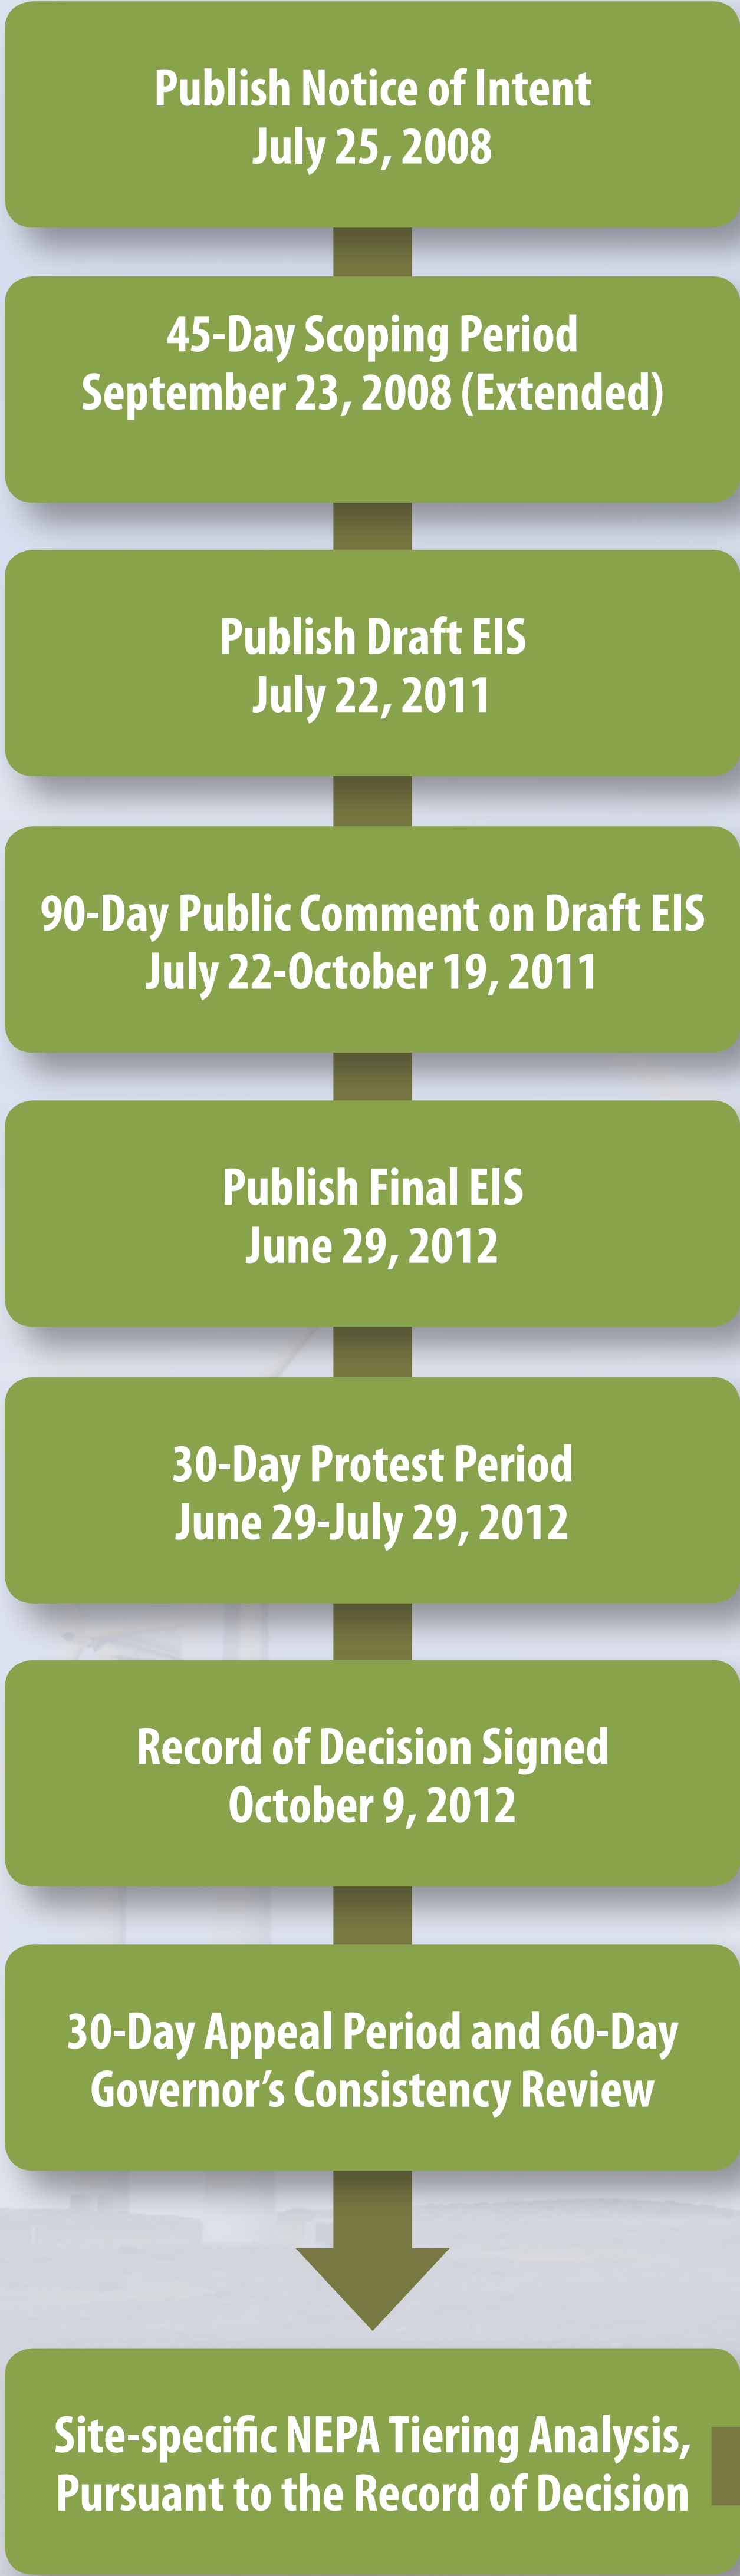 Publish Notice of Intent
July 25, 2008
45-Day Scoping Period
September 23, 2008 (Extended)
Publish Draft EIS
July 22, 2011
90-Day Public Comment on Draft EIS
July 22-October 19, 2011
Publish Final EIS
June 29, 2012
30-Day Protest Period
June 29-July 29, 2012
Record of Decision Signed
October 9, 2012
30-Day Appeal Period and 60-Day
Governor’s Consistency Review
Site-specific NEPA Tiering Analysis,
Pursuant to the Record of Decision